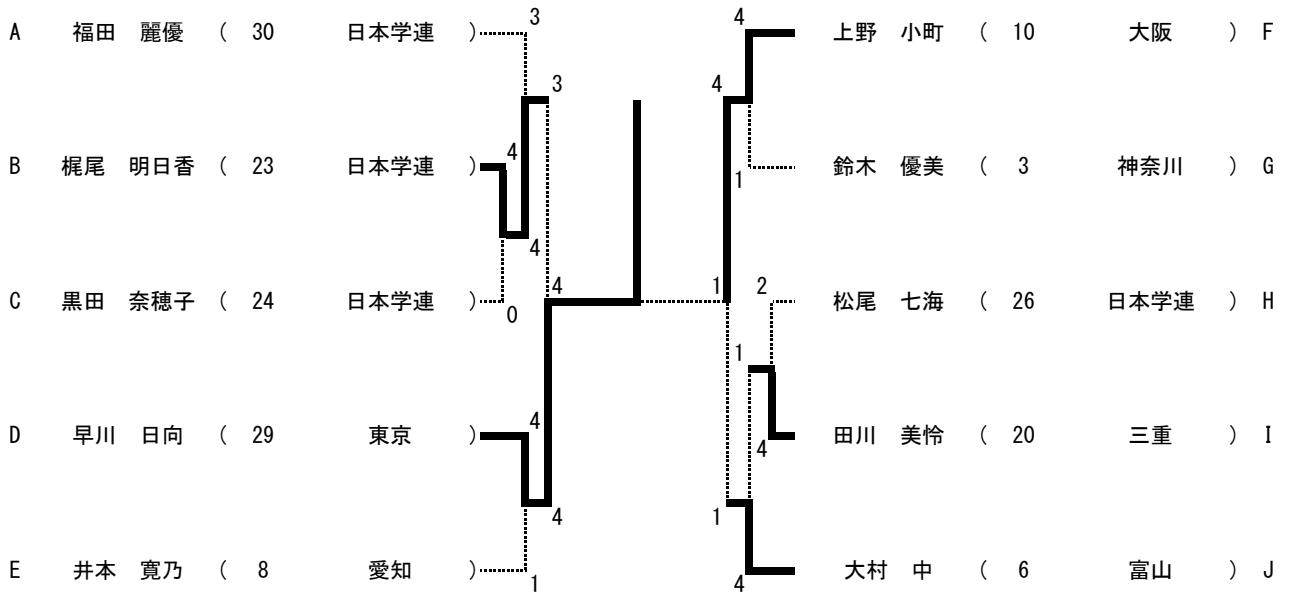 3 4
A 福田 麗優 ( 30 日本学連 ) 上野 小町 ( 10 大阪 ) F
3 4
4
B 梶尾 明日香 ( 23 日本学連 ) 鈴木 優美 ( 3 神奈川 ) G
1
4
4 1 2
C 黒田 奈穂子 ( 24 日本学連 ) 松尾 七海 ( 26 日本学連 ) H
0
1
4
D 早川 日向 ( 29 東京 ) 田川 美怜 ( 20 三重 ) I
4
4 1
E 井本 寛乃 ( 8 愛知 ) 大村 中 ( 6 富山 ) J
1 4